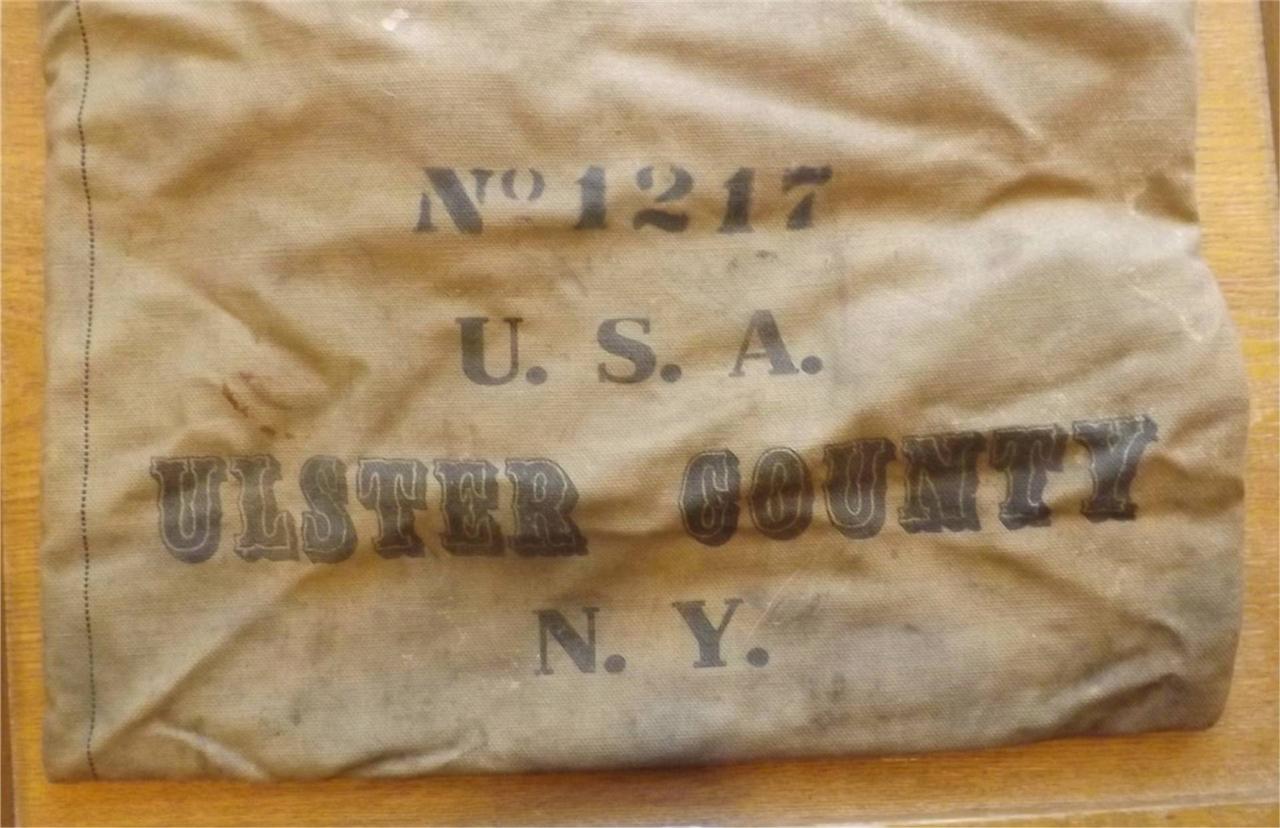 Nº 1217
U. S. A.
ULSTER COUNTY
N. Y.